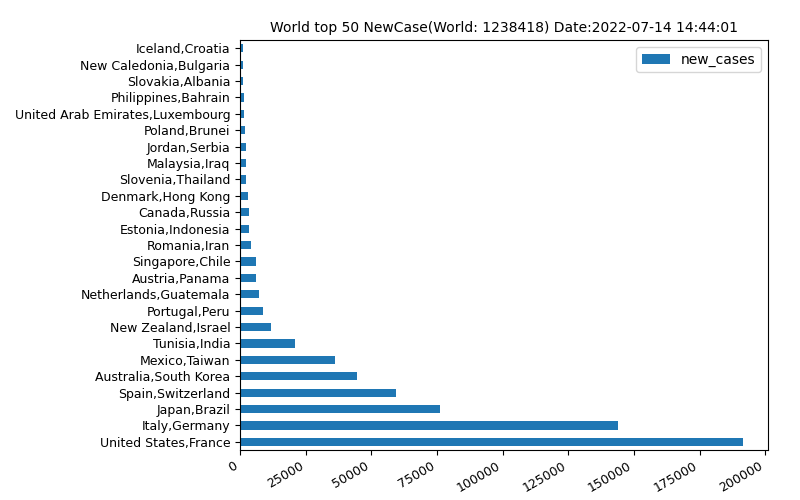 World top 50 NewCase(World: 1238418) Date:2022-07-14 14:44:01
new_cases
Iceland,Croatia
New Caledonia,Bulgaria
Slovakia,Albania
Philippines,Bahrain
United Arab Emirates,Luxembourg
Poland,Brunei
Jordan,Serbia
Malaysia,Iraq
Slovenia,Thailand
Denmark,Hong Kong
Canada,Russia
Estonia,Indonesia
Romania,Iran
Singapore,Chile
Austria,Panama
Netherlands,Guatemala
Portugal,Peru
New Zealand,Israel
Tunisia,India
Mexico,Taiwan
Australia,South Korea
Spain,Switzerland
Japan,Brazil
Italy,Germany
United States,France
0 25000 50000 75000 100000 125000 150000 175000 200000